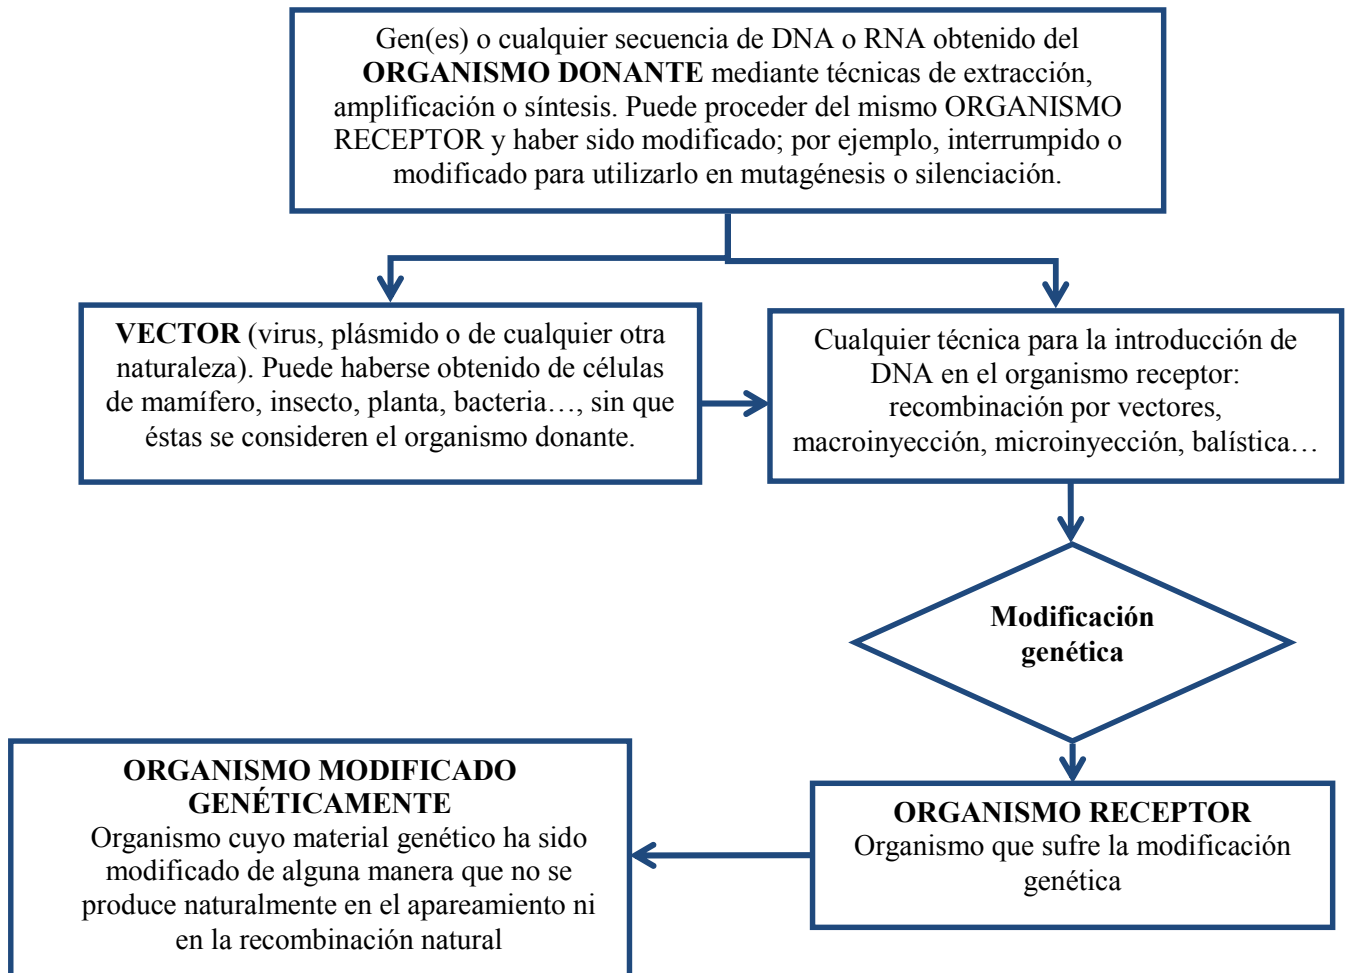 Gen(es) o cualquier secuencia de DNA o RNA obtenido del
ORGANISMO DONANTE mediante técnicas de extracción,
amplificación o síntesis. Puede proceder del mismo ORGANISMO
RECEPTOR y haber sido modificado; por ejemplo, interrumpido o
modificado para utilizarlo en mutagénesis o silenciación.
VECTOR (virus, plásmido o de cualquier otra
naturaleza). Puede haberse obtenido de células
de mamífero, insecto, planta, bacteria…, sin que
éstas se consideren el organismo donante.
Cualquier técnica para la introducción de
DNA en el organismo receptor:
recombinación por vectores,
macroinyección, microinyección, balística…
Modificación
genética
ORGANISMO RECEPTOR
Organismo que sufre la modificación
genética
ORGANISMO MODIFICADO
GENÉTICAMENTE
Organismo cuyo material genético ha sido
modificado de alguna manera que no se
produce naturalmente en el apareamiento ni
en la recombinación natural